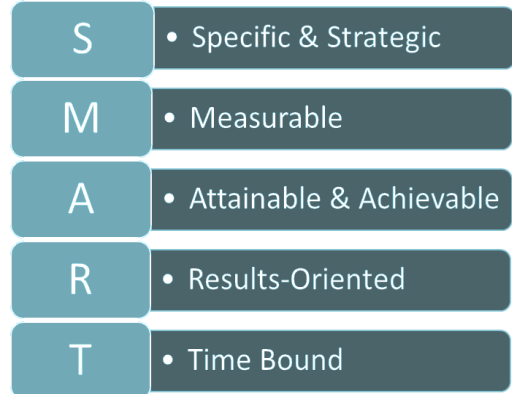 S • Specific & Strategic
M • Measurable
A • Attainable & Achievable
R • Results-Oriented
T • Time Bound